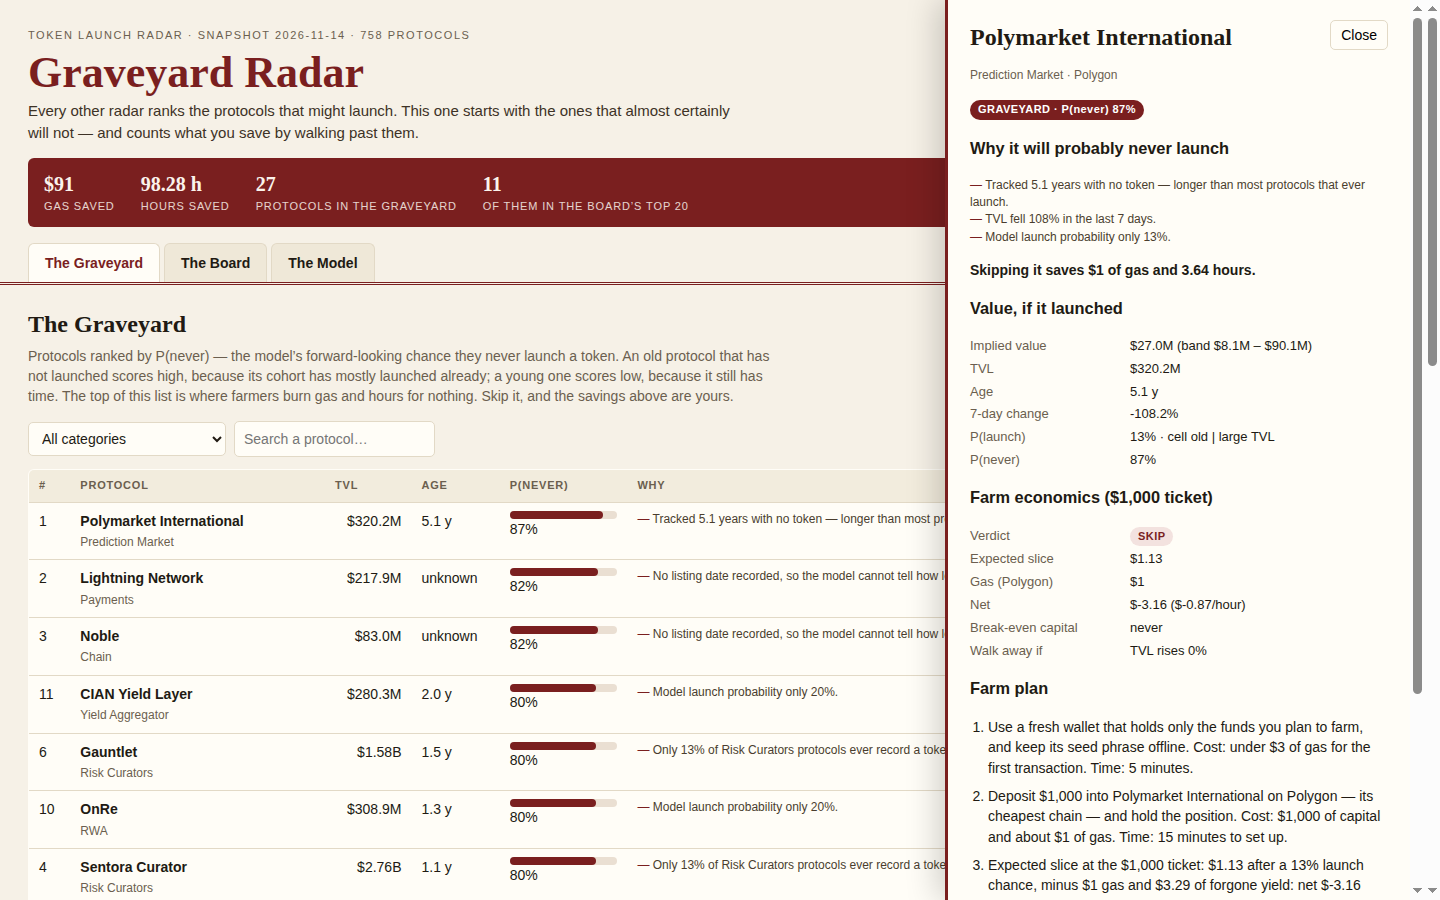 TOKEN LAUNCH RADAR · SNAPSHOT 2026-11-14 · 758 PROTOCOLS
Graveyard Radar
Every other radar ranks the protocols that might launch. This one starts with the ones that almost certainly
will not — and counts what you save by walking past them.
$91
GAS SAVED
98.28 h
HOURS SAVED
27
PROTOCOLS IN THE GRAVEYARD
11
OF THEM IN THE BOARD'S TOP 20
The Graveyard
The Board
The Model
The Graveyard
Protocols ranked by P(never) — the model's forward-looking chance they never launch a token. An old protocol that has
not launched scores high, because its cohort has mostly launched already; a young one scores low, because it still has
time. The top of this list is where farmers burn gas and hours for nothing. Skip it, and the savings above are yours.
All categories
Search a protocol…
# PROTOCOL TVL AGE P(NEVER) WHY
1 Polymarket International $320.2M 5.1 y 87% — Tracked 5.1 years with no token — longer than most
Prediction Market
2 Lightning Network $217.9M unknown 82% — No listing date recorded, so the model cannot tell how
Payments
3 Noble $83.0M unknown 82% — No listing date recorded, so the model cannot tell how
Chain
11 CIAN Yield Layer $280.3M 2.0 y 80% — Model launch probability only 20%.
Yield Aggregator
6 Gauntlet $1.58B 1.5 y 80% — Only 13% of Risk Curators protocols ever record a
Risk Curators
10 OnRe $308.9M 1.3 y 80% — Model launch probability only 20%.
RWA
4 Sentora Curator $2.76B 1.1 y 80% — Only 13% of Risk Curators protocols ever record a
Risk Curators
Polymarket International
Close
Prediction Market · Polygon
GRAVEYARD · P(never) 87%
Why it will probably never launch
— Tracked 5.1 years with no token — longer than most protocols that ever
launch.
— TVL fell 108% in the last 7 days.
— Model launch probability only 13%.
Skipping it saves $1 of gas and 3.64 hours.
Value, if it launched
Implied value $27.0M (band $8.1M – $90.1M)
TVL $320.2M
Age 5.1 y
7-day change -108.2%
P(launch) 13% · cell old | large TVL
P(never) 87%
Farm economics ($1,000 ticket)
Verdict SKIP
Expected slice $1.13
Gas (Polygon) $1
Net $-3.16 ($-0.87/hour)
Break-even capital never
Walk away if TVL rises 0%
Farm plan
1. Use a fresh wallet that holds only the funds you plan to farm,
and keep its seed phrase offline. Cost: under $3 of gas for the
first transaction. Time: 5 minutes.
2. Deposit $1,000 into Polymarket International on Polygon — its
cheapest chain — and hold the position. Cost: $1,000 of capital
and about $1 of gas. Time: 15 minutes to set up.
3. Expected slice at the $1,000 ticket: $1.13 after a 13% launch
chance, minus $1 gas and $3.29 of forgone yield: net $-3.16